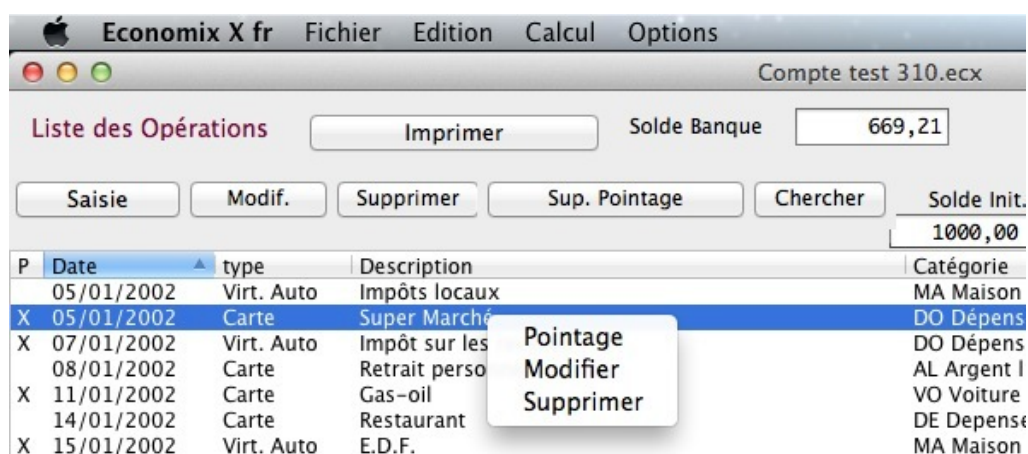 Economix X fr Fichier Edition Calcul Options
Compte test 310.ecx
Liste des Opérations Imprimer Solde Banque 669,21
Saisie Modif. Supprimer Sup. Pointage Chercher Solde Init.
1000,00
P Date type Description Catégorie
05/01/2002 Virt. Auto Impôts locaux MA Maison
X 05/01/2002 Carte Super Marché DO Dépens
X 07/01/2002 Virt. Auto Impôt sur les Pointage DO Dépens
08/01/2002 Carte Retrait perso Modifier AL Argent l
X 11/01/2002 Carte Gas-oil Supprimer VO Voiture
14/01/2002 Carte Restaurant DE Depense
X 15/01/2002 Virt. Auto E.D.F. MA Maison